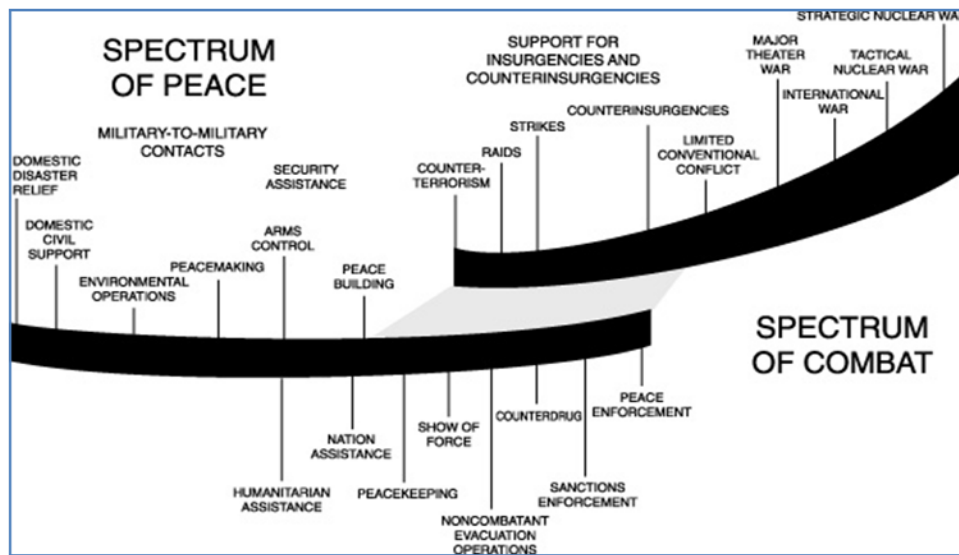 SPECTRUM
OF PEACE
MILITARY-TO-MILITARY
CONTACTS
DOMESTIC
DISASTER
RELIEF
DOMESTIC
CIVIL
SUPPORT
ENVIRONMENTAL
OPERATIONS
PEACEMAKING
SECURITY
ASSISTANCE
ARMS
CONTROL
PEACE
BUILDING
SUPPORT FOR
INSURGENCIES AND
COUNTERINSURGENCIES
COUNTER-
TERRORISM
RAIDS
STRIKES
COUNTERINSURGENCIES
LIMITED
CONVENTIONAL
CONFLICT
MAJOR
THEATER
WAR
INTERNATIONAL
WAR
TACTICAL
NUCLEAR WAR
STRATEGIC NUCLEAR WAR
HUMANITARIAN
ASSISTANCE
NATION
ASSISTANCE
PEACEKEEPING
SHOW OF
FORCE
NONCOMBATANT
EVACUATION
OPERATIONS
COUNTERDRUG
SANCTIONS
ENFORCEMENT
PEACE
ENFORCEMENT
SPECTRUM
OF COMBAT